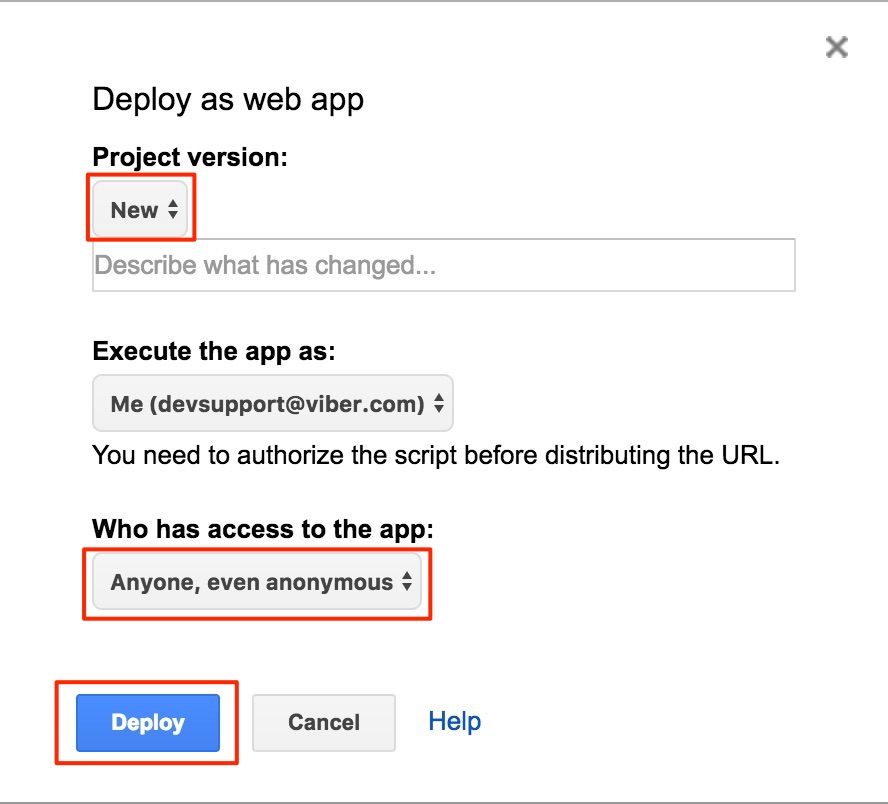 Deploy as web app
Project version:
New
Describe what has changed...
Execute the app as:
Me (devsupport@viber.com)
You need to authorize the script before distributing the URL.
Who has access to the app:
Anyone, even anonymous
Deploy Cancel Help